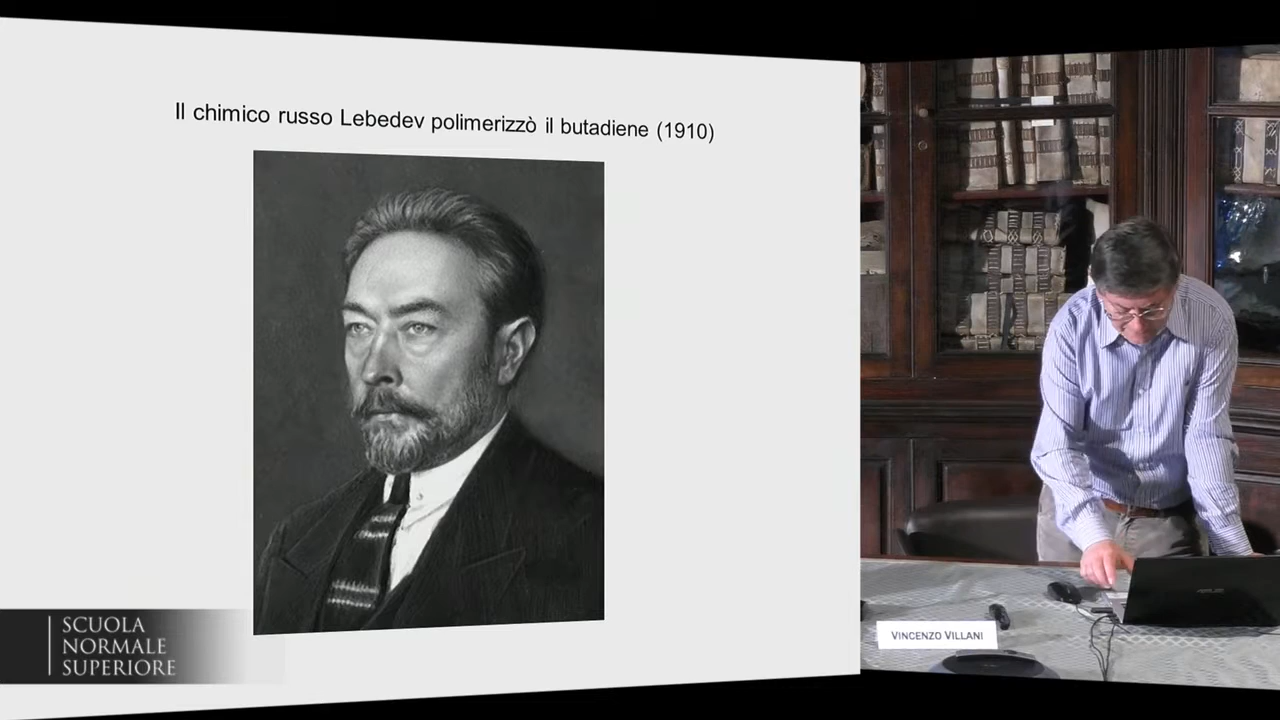 Il chimico russo Lebedev polimerizzò il butadiene (1910)
SCUOLA
NORMALE
SUPERIORE
VINCENZO VILLANI